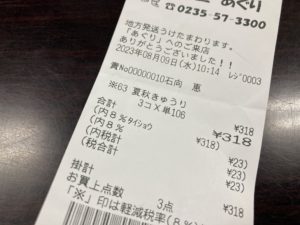 あぐり
☎0235-57-3300
地方発送うけたまわります。
「あぐり」へのご来店
ありがとうございました!!
2023年08月09日(水)10:14 ﾚｼﾞ0003
責No00000010石向 恵
※63 夏秋きゅうり
3コX単106 ¥318
合計 ¥318
(内8%タイショウ ¥318)
(内8% ¥23)
(内税計 ¥23)
(税合計 ¥23)
掛計 ¥318
お買上点数 3点
「※」印は軽減税率(8%)